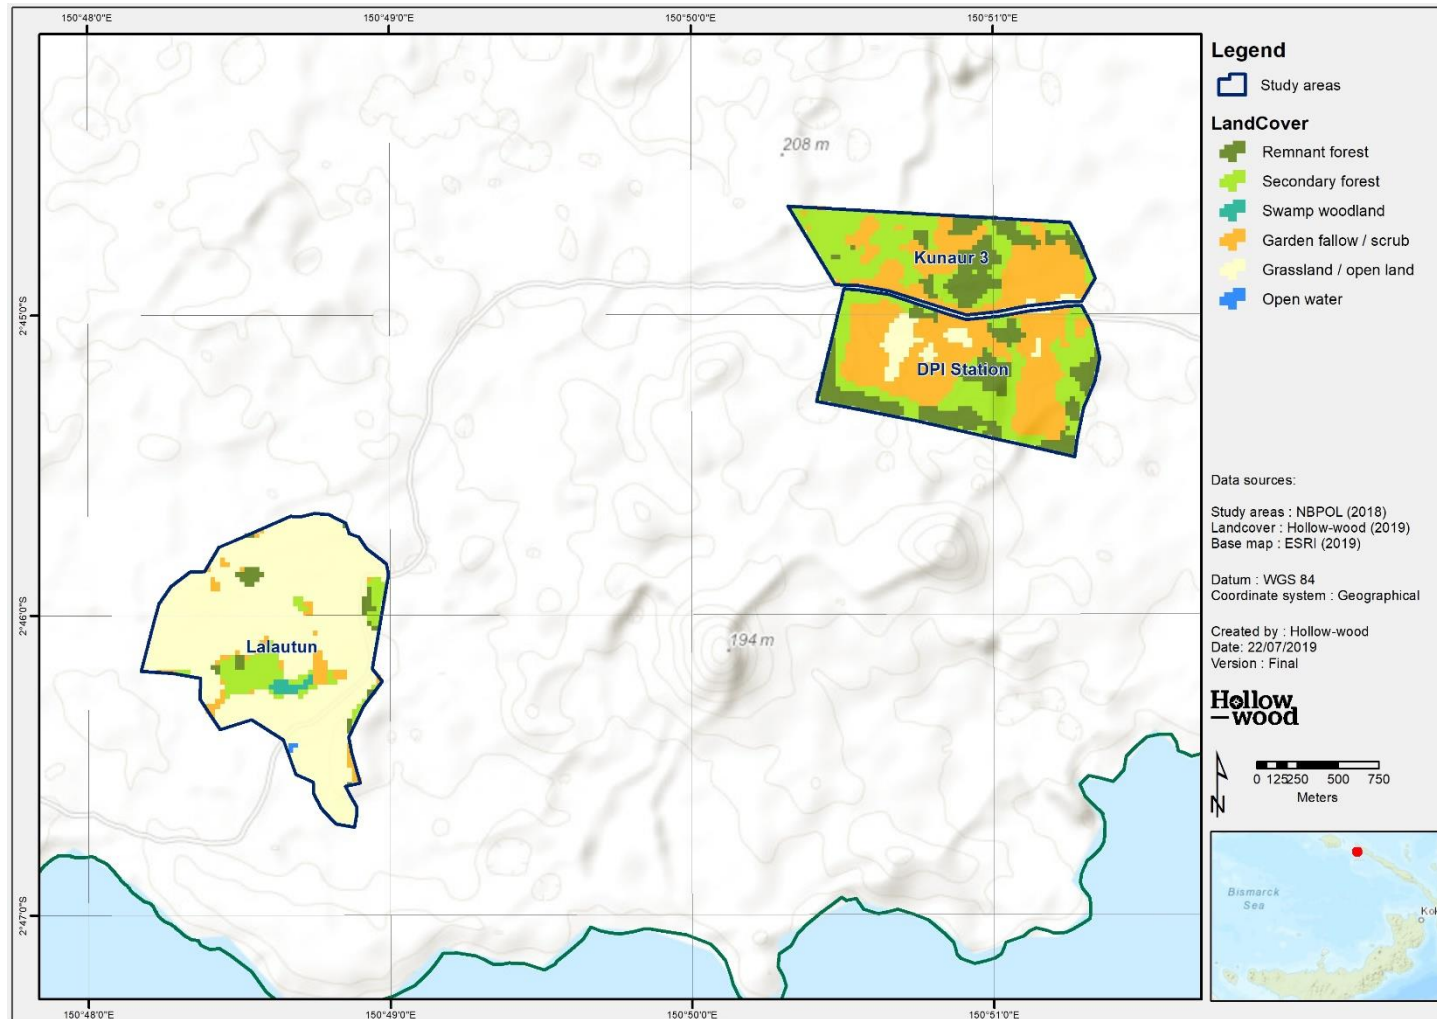 150°48'0"E 150°49'0"E 150°50'0"E 150°51'0"E
Legend
Study areas
LandCover
Remnant forest
Secondary forest
Swamp woodland
Garden fallow / scrub
Grassland / open land
Open water
208 m
Kunaur 3
2°45'0"S
DPI Station
Data sources:
Study areas : NBPOL (2018)
Landcover : Hollow-wood (2019)
Base map : ESRI (2019)
Datum : WGS 84
Coordinate system : Geographical
2°46'0"S
Lalautun
194 m
Created by : Hollow-wood
Date: 22/07/2019
Version : Final
Hollow
—wood
N
0 125 250 500 750
Meters
Bismarck
Sea
Kok
2°47'0"S
150°48'0"E 150°49'0"E 150°50'0"E 150°51'0"E